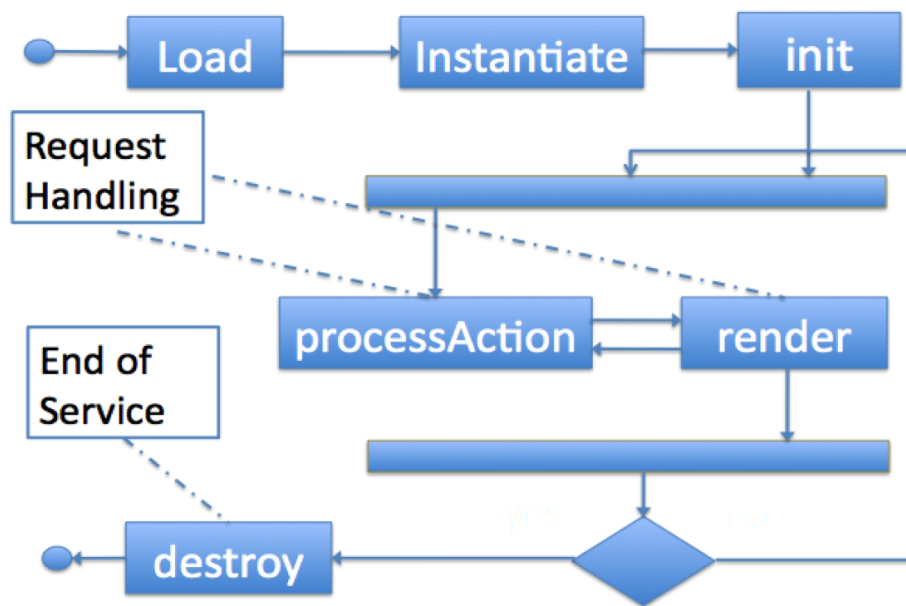 Load
Instantiate
init
Request
Handling
processAction
render
End of
Service
destroy